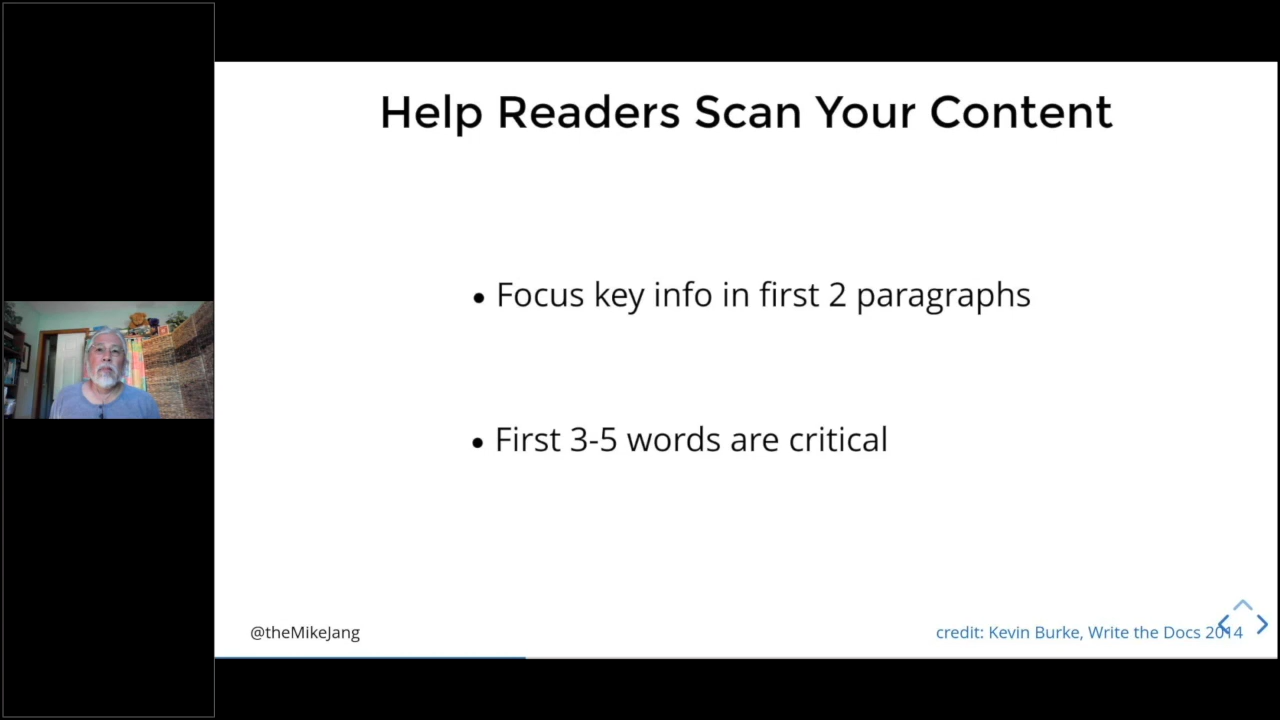 Help Readers Scan Your Content
• Focus key info in first 2 paragraphs
• First 3-5 words are critical
@theMikeJang
credit: Kevin Burke, Write the Docs 2014